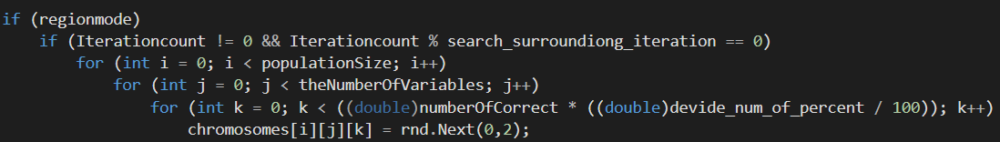 if (regionmode)
if (Iterationcount != 0 && Iterationcount % search_surroundiong_iteration == 0)
for (int i = 0; i < populationSize; i++)
for (int j = 0; j < theNumberOfVariables; j++)
for (int k = 0; k < ((double)numberOfCorrect * ((double)devide_num_of_percent / 100)); k++)
chromosomes[i][j][k] = rnd.Next(0,2);